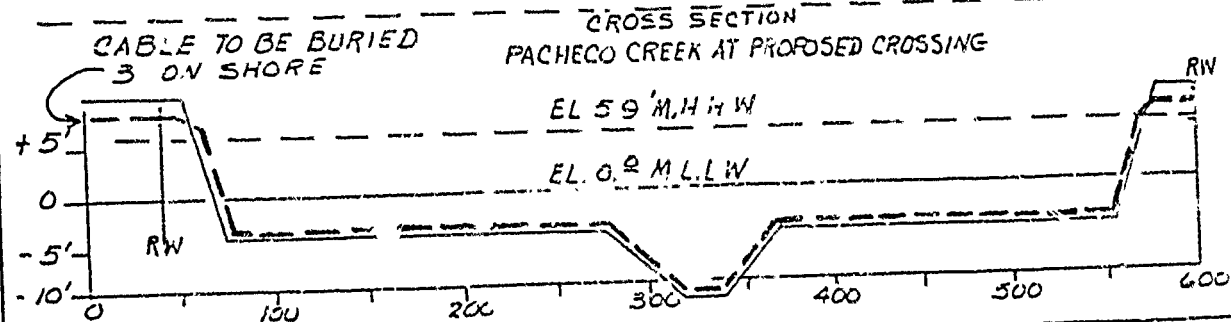 CROSS SECTION
PACHECO CREEK AT PROPOSED CROSSING
CABLE TO BE BURIED
3 ON SHORE
RW
EL 5 9 'M.H H W
+5'
EL. 0.0 M L.L W
0
RW
-5'
-10'
0 100 200 300 400 500 600